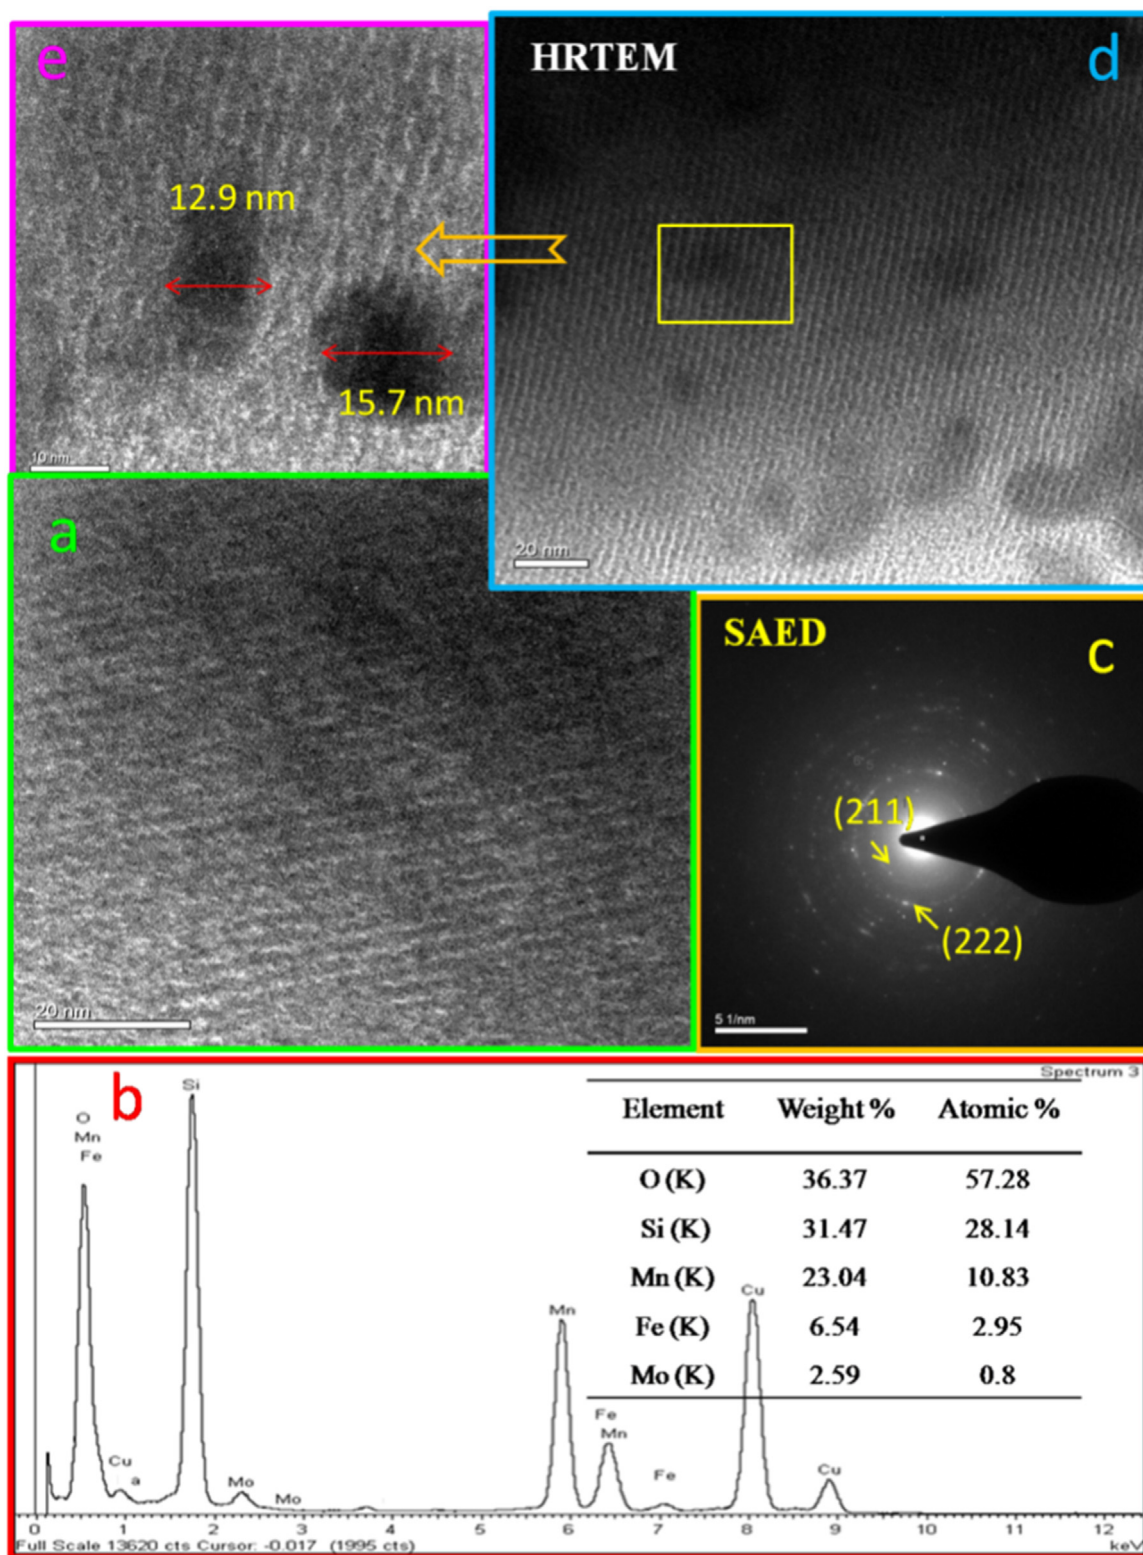 e
12.9 nm
15.7 nm
10 nm
HRTEM
d
20 nm
a
20 nm
SAED
c
(211)
(222)
5 1/nm
b
Spectrum 3
O
Mn
Fe
Si
Cu
a
Mo
Mo
Mn
Fe
Mn
Fe
Cu
Cu
Element Weight % Atomic %
O (K) 36.37 57.28
Si (K) 31.47 28.14
Mn (K) 23.04 10.83
Fe (K) 6.54 2.95
Mo (K) 2.59 0.8
0 1 2 3 4 5 6 7 8 9 10 11 12
Full Scale 13620 cts Cursor: -0.017 (1995 cts) keV